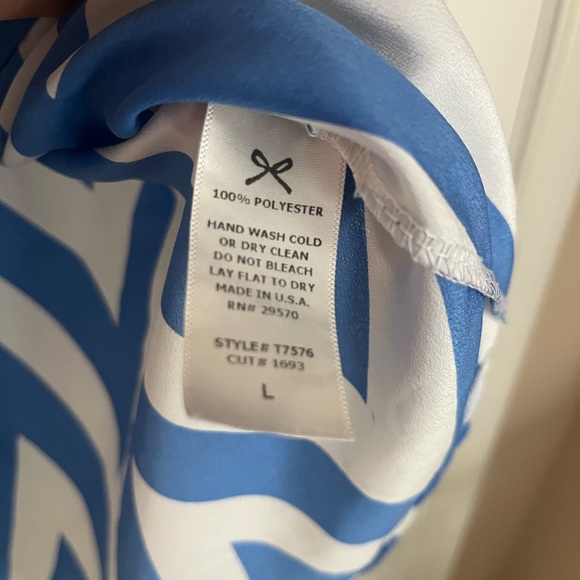 100% POLYESTER
HAND WASH COLD
OR DRY CLEAN
DO NOT BLEACH
LAY FLAT TO DRY
MADE IN U.S.A.
RN# 29570
STYLE# T7576
CUT# 1693
L